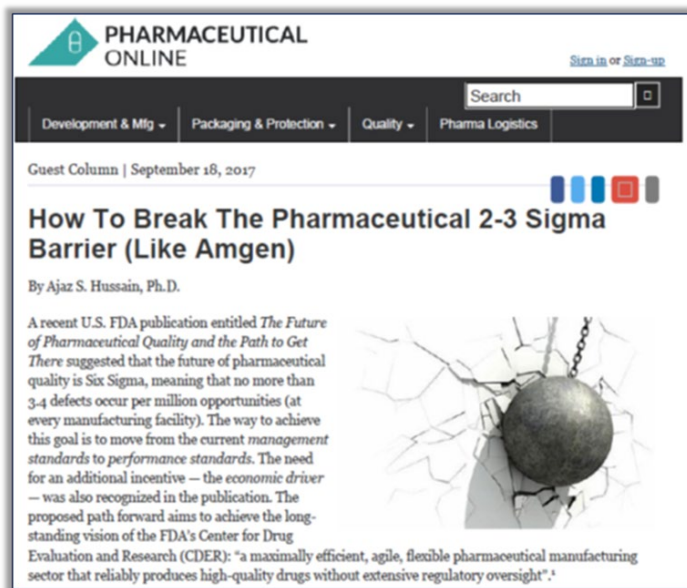 PHARMACEUTICAL
ONLINE
Sign in or Sign-up
Search
Development & Mfg
Packaging & Protection
Quality
Pharma Logistics
Guest Column | September 18, 2017
How To Break The Pharmaceutical 2-3 Sigma
Barrier (Like Amgen)
By Ajaz S. Hussain, Ph.D.
A recent U.S. FDA publication entitled The Future
of Pharmaceutical Quality and the Path to Get
There suggested that the future of pharmaceutical
quality is Six Sigma, meaning that no more than
3.4 defects occur per million opportunities (at
every manufacturing facility). The way to achieve
this goal is to move from the current management
standards to performance standards. The need
for an additional incentive — the economic driver
— was also recognized in the publication. The
proposed path forward aims to achieve the long-
standing vision of the FDA's Center for Drug
Evaluation and Research (CDER): “a maximally efficient, agile, flexible pharmaceutical manufacturing
sector that reliably produces high-quality drugs without extensive regulatory oversight”.¹